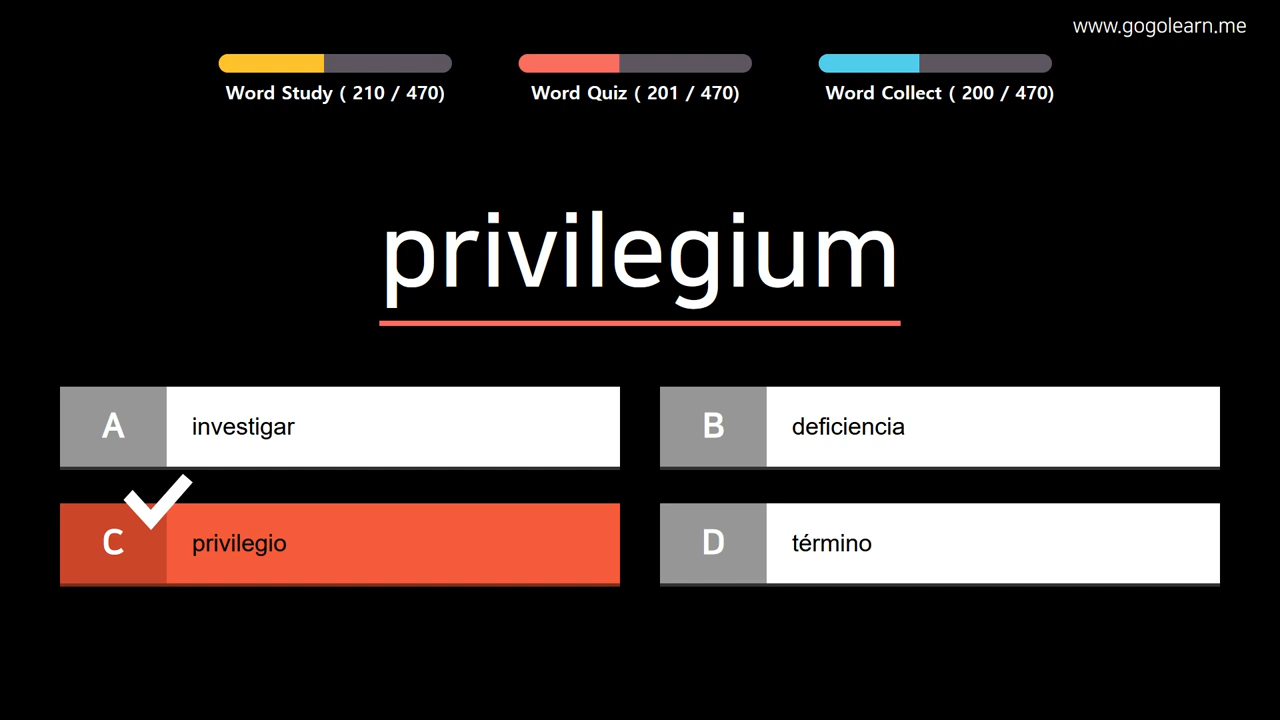 www.gogolearn.me
Word Study ( 210 / 470)
Word Quiz ( 201 / 470)
Word Collect ( 200 / 470)
privilegium
A investigar
B deficiencia
C privilegio
D término